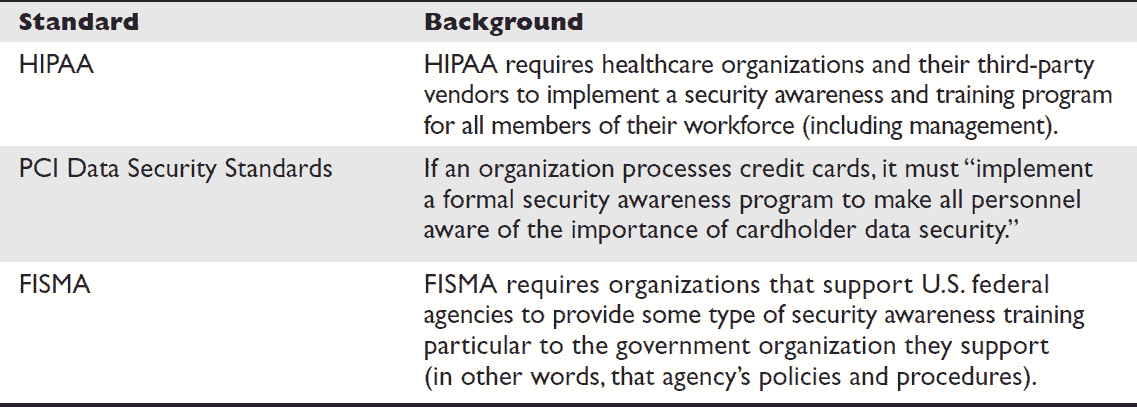 Standard Background
HIPAA HIPAA requires healthcare organizations and their third-party
vendors to implement a security awareness and training program
for all members of their workforce (including management).
PCI Data Security Standards If an organization processes credit cards, it must “implement
a formal security awareness program to make all personnel
aware of the importance of cardholder data security.”
FISMA FISMA requires organizations that support U.S. federal
agencies to provide some type of security awareness training
particular to the government organization they support
(in other words, that agency’s policies and procedures).